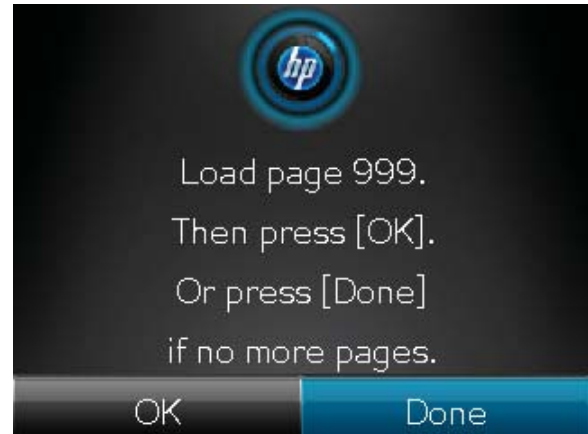 hp
Load page 999.
Then press [OK].
Or press [Done]
if no more pages.
OK
Done